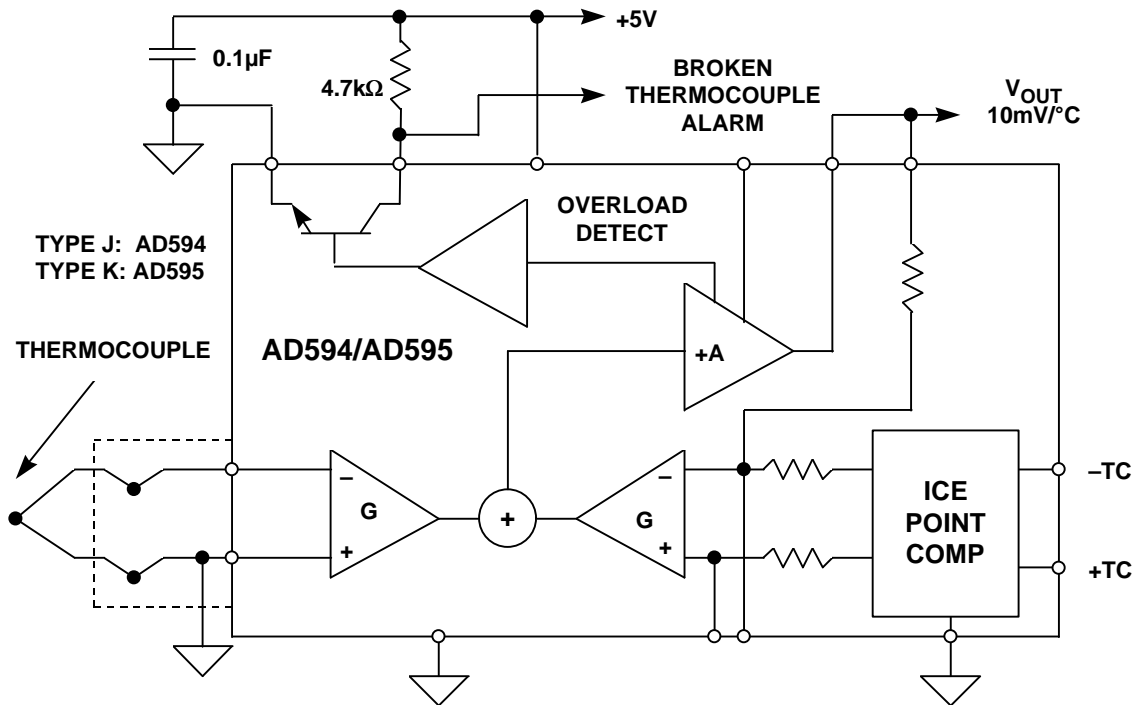 +5V
0.1µF
4.7kΩ
BROKEN
THERMOCOUPLE
ALARM
VOUT
10mV/°C
OVERLOAD
DETECT
TYPE J: AD594
TYPE K: AD595
THERMOCOUPLE
AD594/AD595
+A
–
G
+
+
–
G
+
ICE
POINT
COMP
–TC
+TC